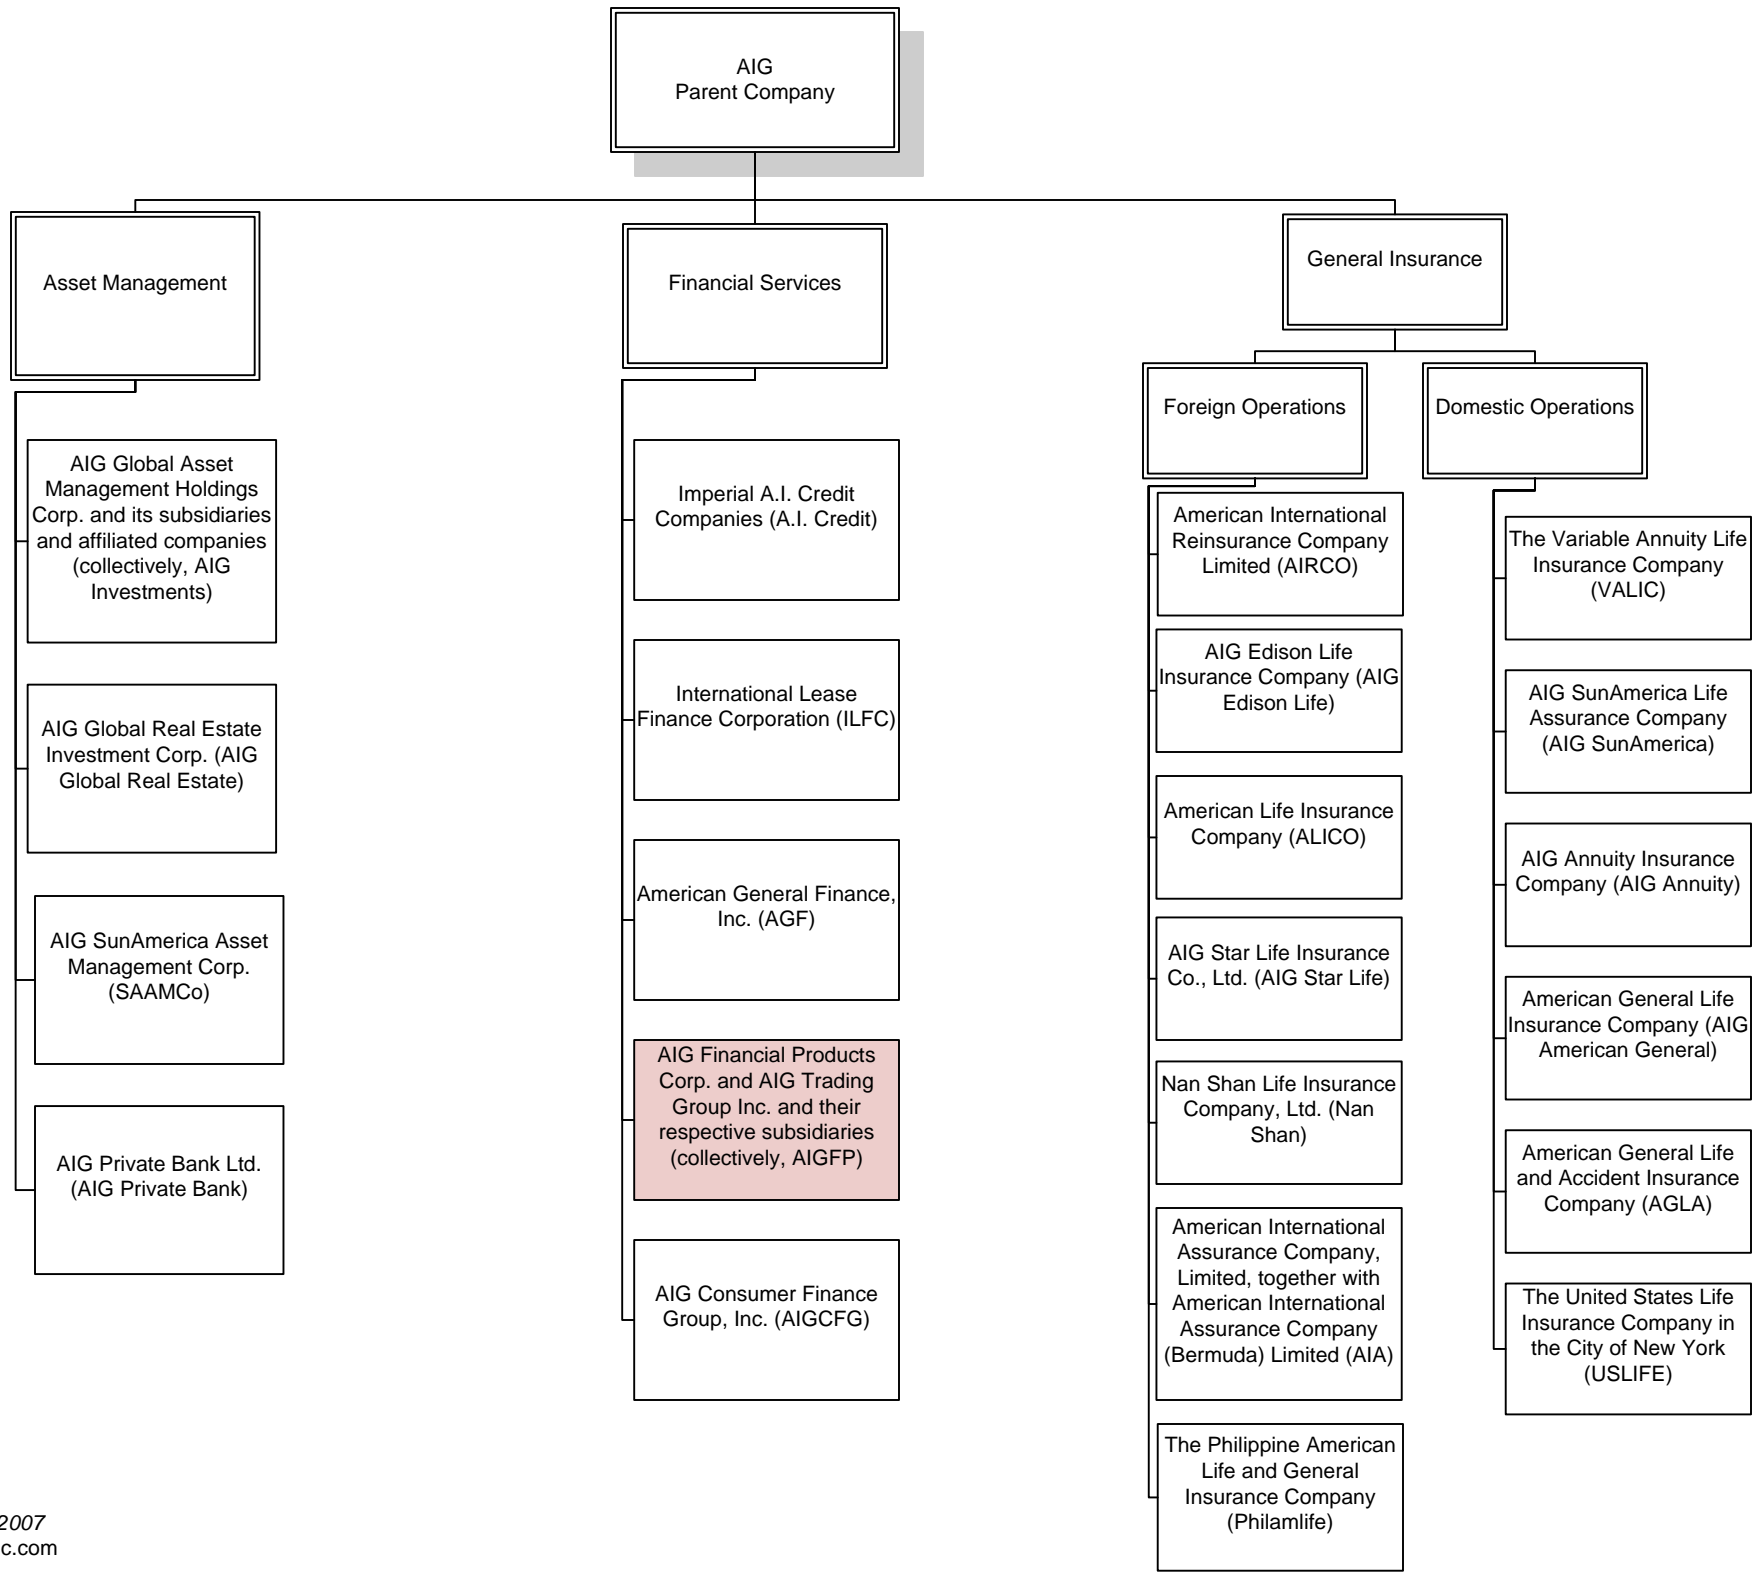 AIG
Parent Company
Asset Management
AIG Global Asset
Management Holdings
Corp. and its subsidiaries
and affiliated companies
(collectively, AIG
Investments)
AIG Global Real Estate
Investment Corp. (AIG
Global Real Estate)
AIG SunAmerica Asset
Management Corp.
(SAAMCo)
AIG Private Bank Ltd.
(AIG Private Bank)
Financial Services
Imperial A.I. Credit
Companies (A.I. Credit)
International Lease
Finance Corporation (ILFC)
American General Finance,
Inc. (AGF)
AIG Financial Products
Corp. and AIG Trading
Group Inc. and their
respective subsidiaries
(collectively, AIGFP)
AIG Consumer Finance
Group, Inc. (AIGCFG)
General Insurance
Foreign Operations
American International
Reinsurance Company
Limited (AIRCO)
AIG Edison Life
Insurance Company (AIG
Edison Life)
American Life Insurance
Company (ALICO)
AIG Star Life Insurance
Co., Ltd. (AIG Star Life)
Nan Shan Life Insurance
Company, Ltd. (Nan
Shan)
American International
Assurance Company,
Limited, together with
American International
Assurance Company
(Bermuda) Limited (AIA)
The Philippine American
Life and General
Insurance Company
(Philamlife)
Domestic Operations
The Variable Annuity Life
Insurance Company
(VALIC)
AIG SunAmerica Life
Assurance Company
(AIG SunAmerica)
AIG Annuity Insurance
Company (AIG Annuity)
American General Life
Insurance Company (AIG
American General)
American General Life
and Accident Insurance
Company (AGLA)
The United States Life
Insurance Company in
the City of New York
(USLIFE)
2007
c.com